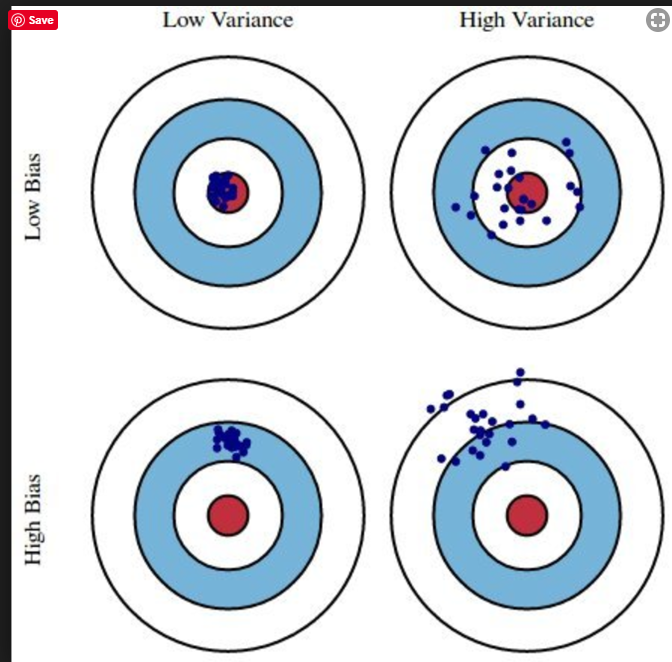 Save
Low Variance
High Variance
Low Bias
High Bias